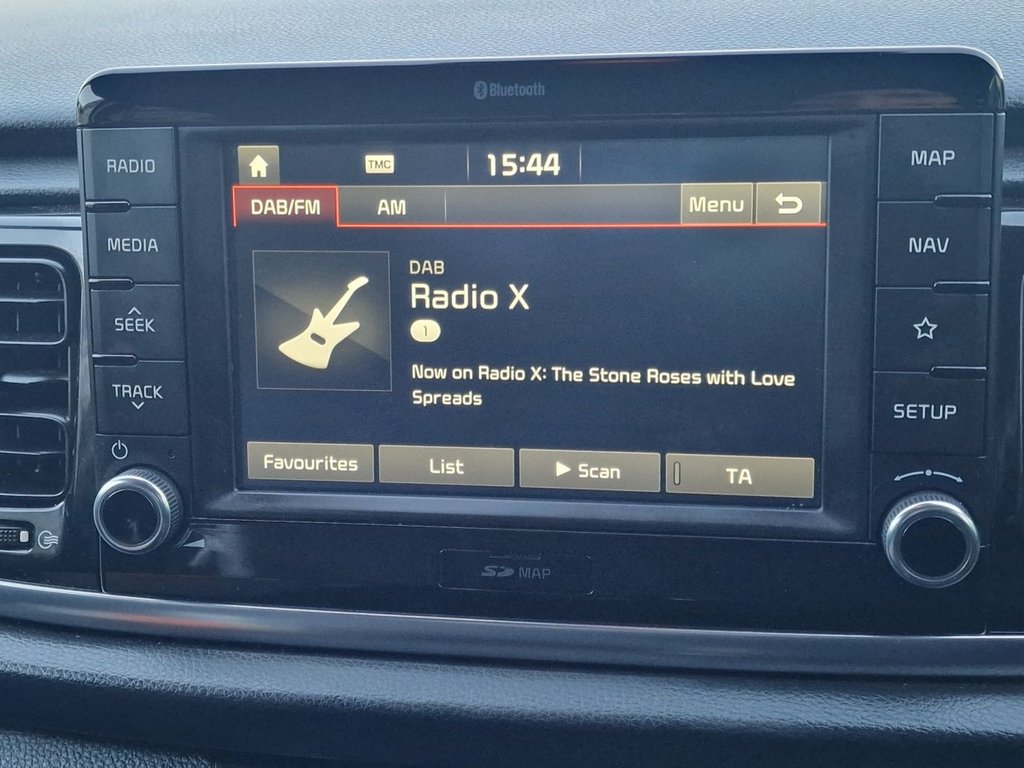 Bluetooth
RADIO
MEDIA
SEEK
TRACK
TMC
15:44
DAB/FM
AM
Menu
DAB
Radio X
1
Now on Radio X: The Stone Roses with Love
Spreads
Favourites
List
Scan
TA
MAP
NAV
SETUP
SD MAP